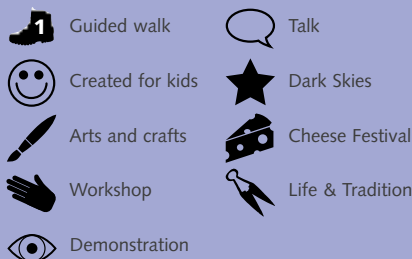 1 Guided walk
Talk
Created for kids
Dark Skies
Arts and crafts
Cheese Festival
Workshop
Life & Tradition
Demonstration